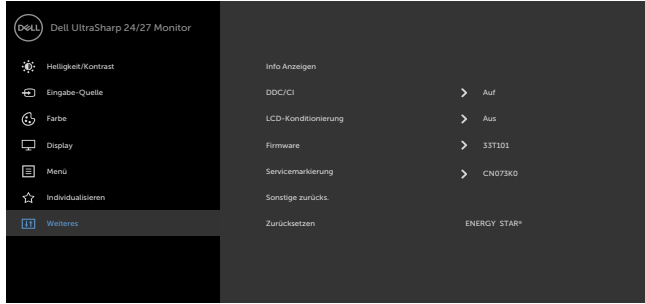 DELL Dell UltraSharp 24/27 Monitor
Helligkeit/Kontrast
Eingabe-Quelle
Farbe
Display
Menü
Individualisieren
Weiteres
Info Anzeigen
DDC/CI > Auf
LCD-Konditionierung > Aus
Firmware > 33T101
Servicemarkierung > CN073K0
Sonstige zurücks.
Zurücksetzen ENERGY STAR®